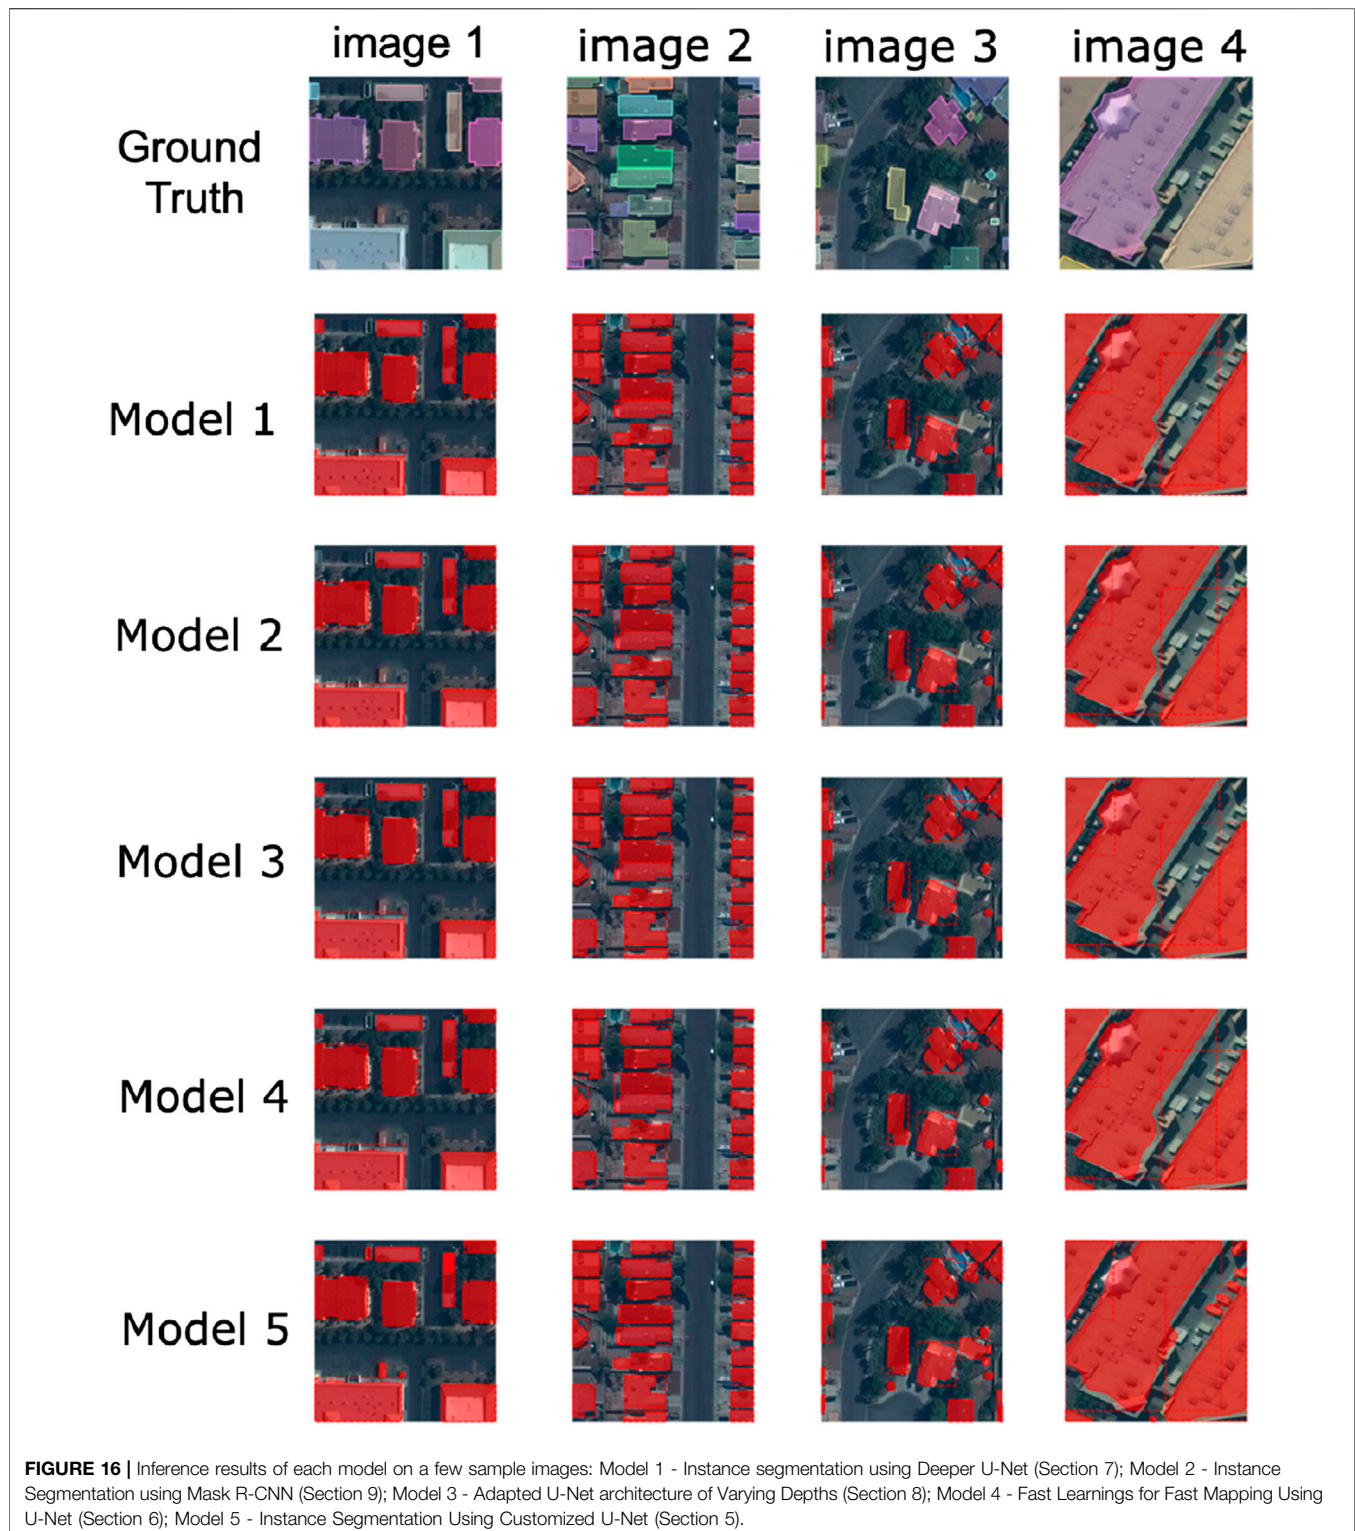 image 1 image 2 image 3 image 4
Ground
Truth
Model 1
Model 2
Model 3
Model 4
Model 5
FIGURE 16 | Inference results of each model on a few sample images: Model 1 - Instance segmentation using Deeper U-Net (Section 7); Model 2 - Instance
Segmentation using Mask R-CNN (Section 9); Model 3 - Adapted U-Net architecture of Varying Depths (Section 8); Model 4 - Fast Learnings for Fast Mapping Using
U-Net (Section 6); Model 5 - Instance Segmentation Using Customized U-Net (Section 5).